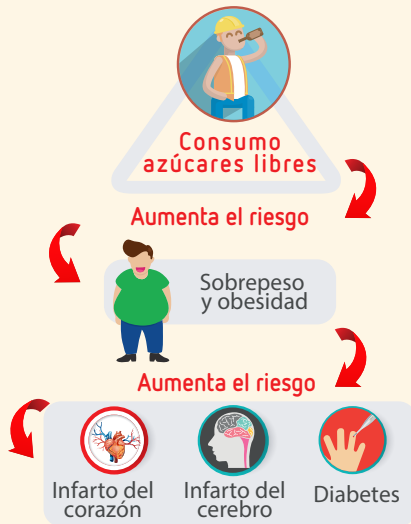 Consumo
azúcares libres
Aumenta el riesgo
Sobrepeso
y obesidad
Aumenta el riesgo
Infarto del
corazón
Infarto del
cerebro
Diabetes